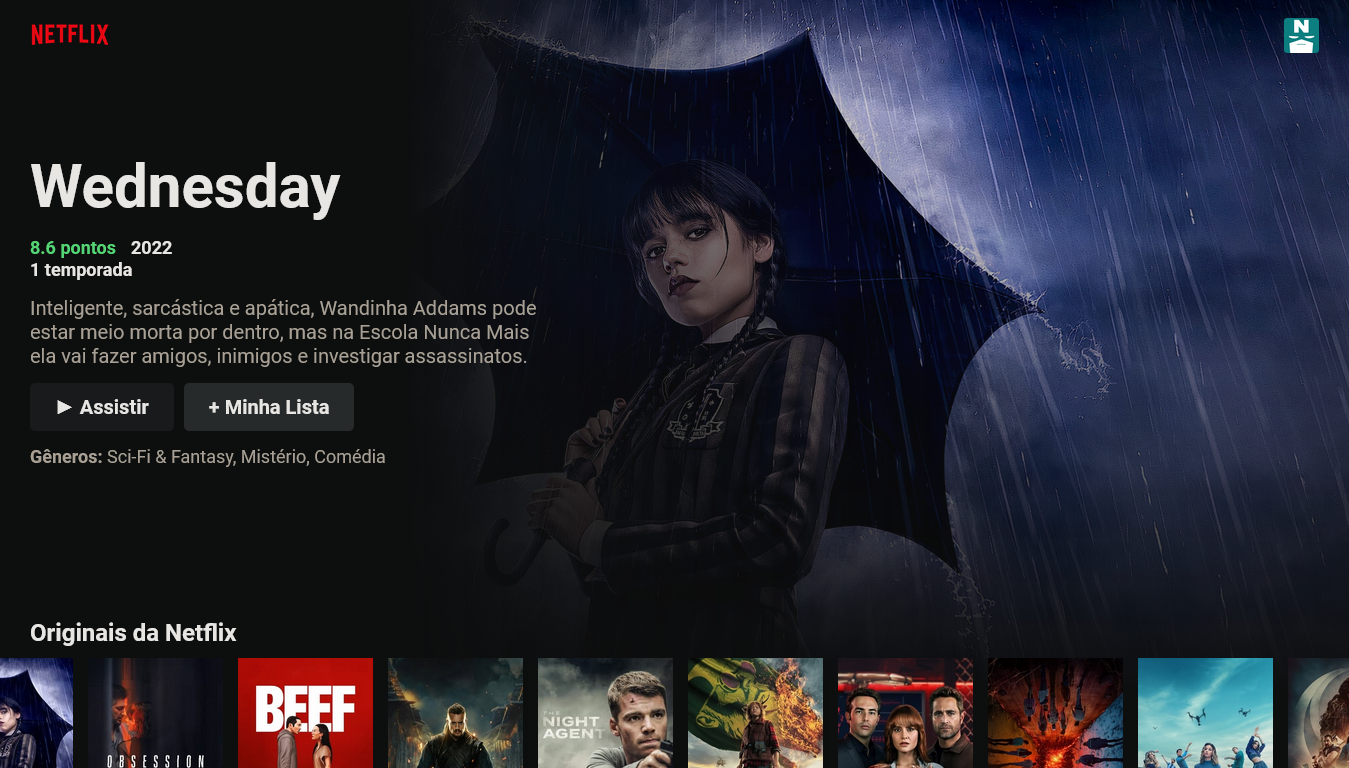 NETFLIX
N
Wednesday
8.6 pontos 2022
1 temporada
Inteligente, sarcástica e apática, Wandinha Addams pode
estar meio morta por dentro, mas na Escola Nunca Mais
ela vai fazer amigos, inimigos e investigar assassinatos.
► Assistir
+ Minha Lista
Gêneros: Sci-Fi & Fantasy, Mistério, Comédia
Originais da Netflix
OBSESSION
BEEF
THE
NIGHT
AGENT